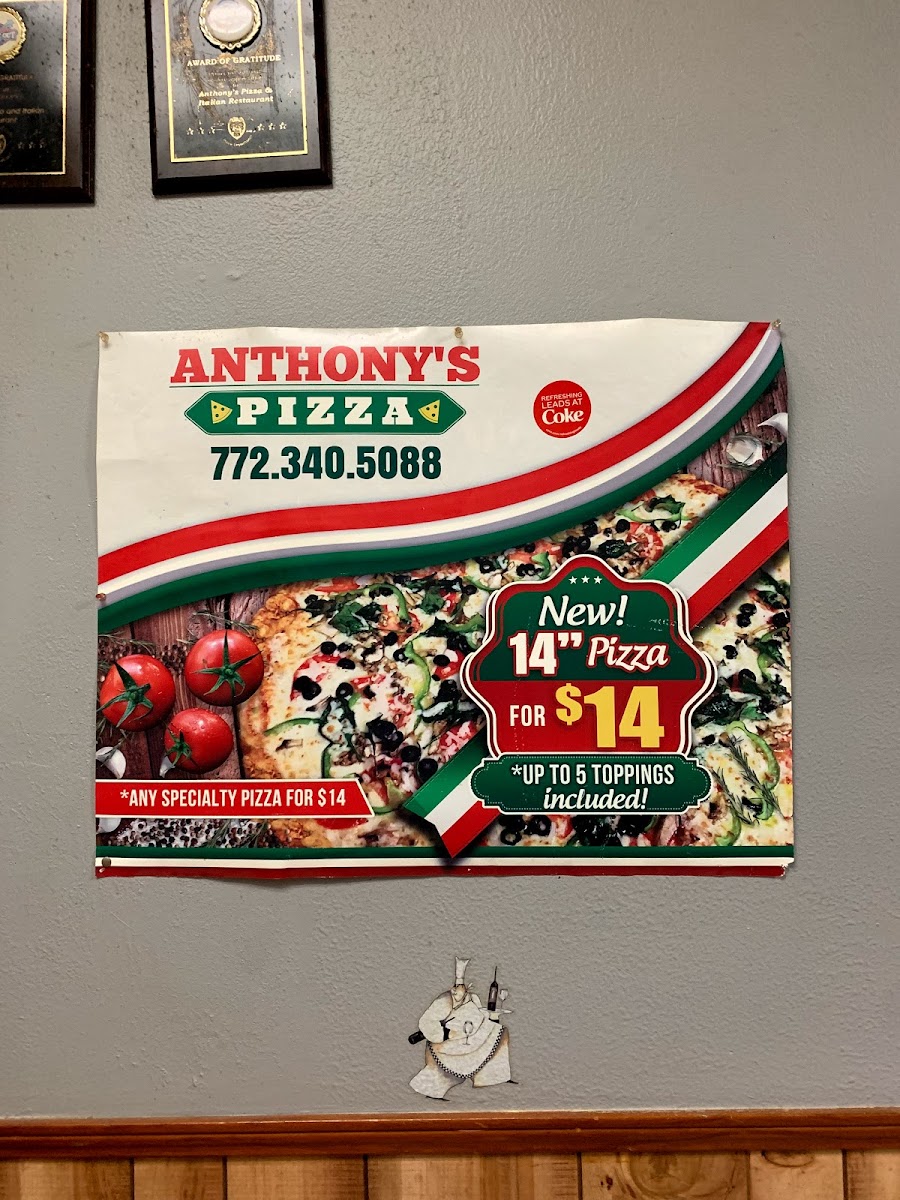 AWARD OF GRATITUDE
Anthony's Pizza &
Italian Restaurant
ANTHONY'S
PIZZA
772.340.5088
REFRESHING
LEADS AT
Coke
New!
14" Pizza
FOR $14
*UP TO 5 TOPPINGS
included!
*ANY SPECIALTY PIZZA FOR $14